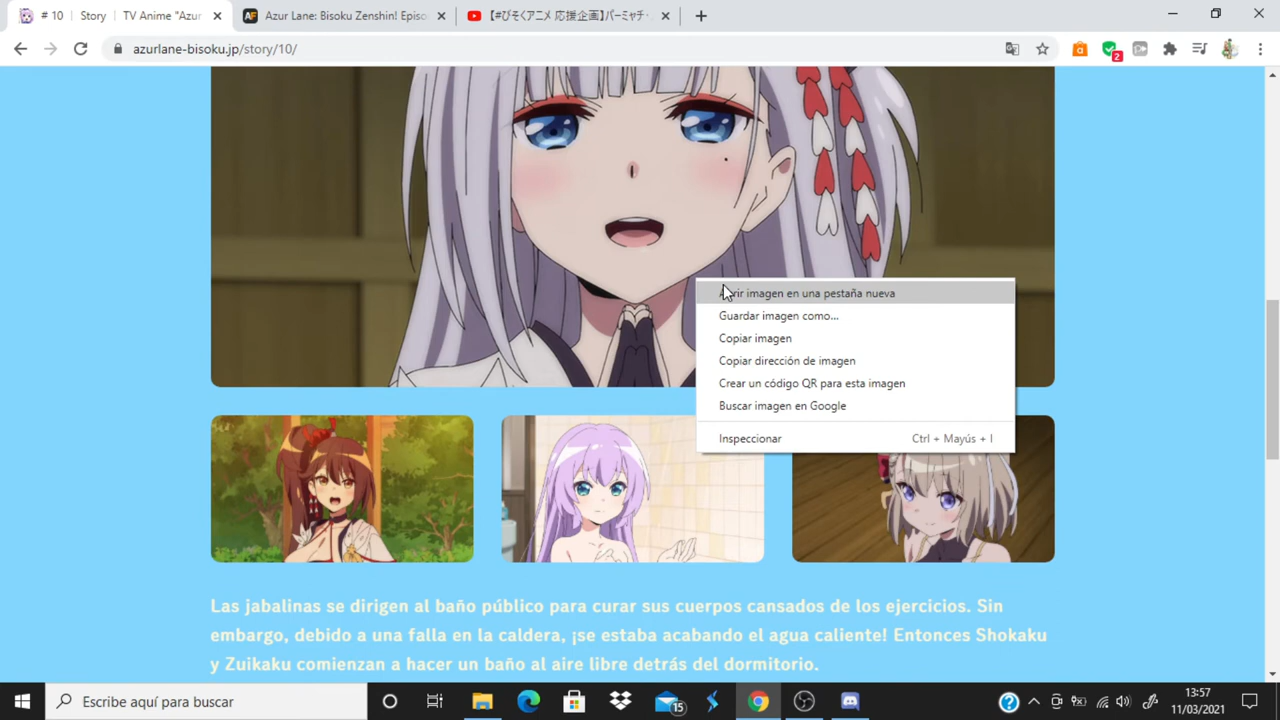 # 10 | Story | TV Anime "Azur
Azur Lane: Bisoku Zenshin! Episo
【#びそくアニメ 応援企画】バーミャチ・
azurlane-bisoku.jp/story/10/
2
Abrir imagen en una pestaña nueva
Guardar imagen como...
Copiar imagen
Copiar dirección de imagen
Crear un código QR para esta imagen
Buscar imagen en Google
Inspeccionar Ctrl + Mayús + I
Las jabalinas se dirigen al baño público para curar sus cuerpos cansados de los ejercicios. Sin
embargo, debido a una falla en la caldera, ¡se estaba acabando el agua caliente! Entonces Shokaku
y Zuikaku comienzan a hacer un baño al aire libre detrás del dormitorio.
Escribe aquí para buscar
15
13:57
11/03/2021